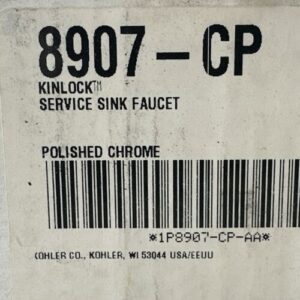 8907-CP
KINLOCK™
SERVICE SINK FAUCET
POLISHED CHROME
*1P8907-CP-AA*
KOHLER CO., KOHLER, WI 53044 USA/EEUU